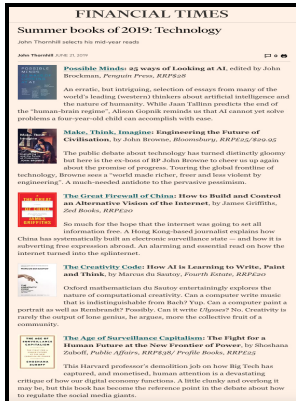 FINANCIAL TIMES
Summer books of 2019: Technology
John Thornhill selects his mid-year reads
John Thornhill JUNE 21, 2019
Possible Minds: 25 ways of Looking at AI, edited by John
Brockman, Penguin Press, RRP$28
An erratic, but intriguing, selection of essays from many of the
world's leading (western) thinkers about artificial intelligence and
the nature of humanity. While Jaan Tallinn predicts the end of
the "human-brain regime", Alison Gopnik reminds us that AI cannot yet solve
problems a four-year-old child can accomplish with ease.
Make, Think, Imagine: Engineering the Future of
Civilisation, by John Browne, Bloomsbury, RRP£25/$29.95
The public debate about technology has turned distinctly gloomy
but here is the ex-boss of BP John Browne to cheer us up again
about the promise of progress. Touring the global frontline of
technology, Browne sees a "world made richer, freer and less violent by
engineering". A much-needed antidote to the pervasive pessimism.
The Great Firewall of China: How to Build and Control
an Alternative Vision of the Internet, by James Griffiths,
Zed Books, RRP£20
So much for the hope that the internet was going to set all
information free. A Hong Kong-based journalist explains how
China has systematically built an electronic surveillance state — and how it is
subverting free expression abroad. An alarming and essential read on how the
internet turned into the splinternet.
The Creativity Code: How AI Is Learning to Write, Paint
and Think, by Marcus du Sautoy, Fourth Estate, RRP£20
Oxford mathematician du Sautoy entertainingly explores the
nature of computational creativity. Can a computer write music
that is indistinguishable from Bach? Yup. Can a computer paint a
portrait as well as Rembrandt? Possibly. Can it write Ulysses? No. Creativity is
rarely the output of lone genius, he argues, more the collective fruit of a
community.
The Age of Surveillance Capitalism: The Fight for a
Human Future at the New Frontier of Power, by Shoshana
Zuboff, Public Affairs, RRP$38/ Profile Books, RRP£25
This Harvard professor's demolition job on how Big Tech has
captured, and monetised, human attention is a devastating
critique of how our digital economy functions. A little clunky and overlong it
may be, but this book has become the reference point in the debate about how
to regulate the social media giants.